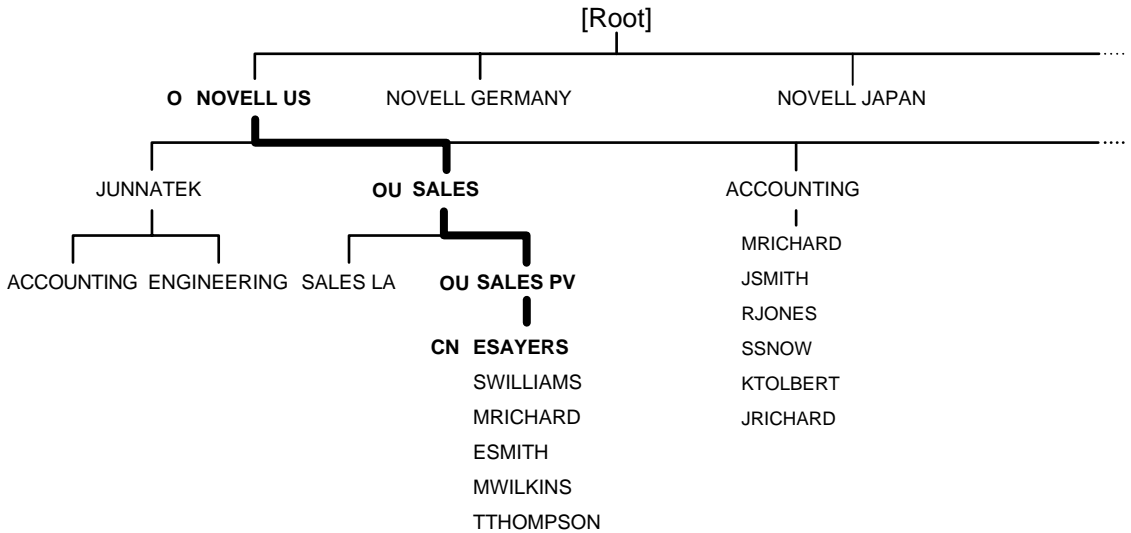 [Root]
O NOVELL US NOVELL GERMANY NOVELL JAPAN
JUNNATEK OU SALES ACCOUNTING
MRICHARD
ACCOUNTING ENGINEERING SALES LA OU SALES PV JSMITH
RJONES
CN ESAYERS SSNOW
SWILLIAMS KTOLBERT
MRICHARD JRICHARD
ESMITH
MWILKINS
TTHOMPSON